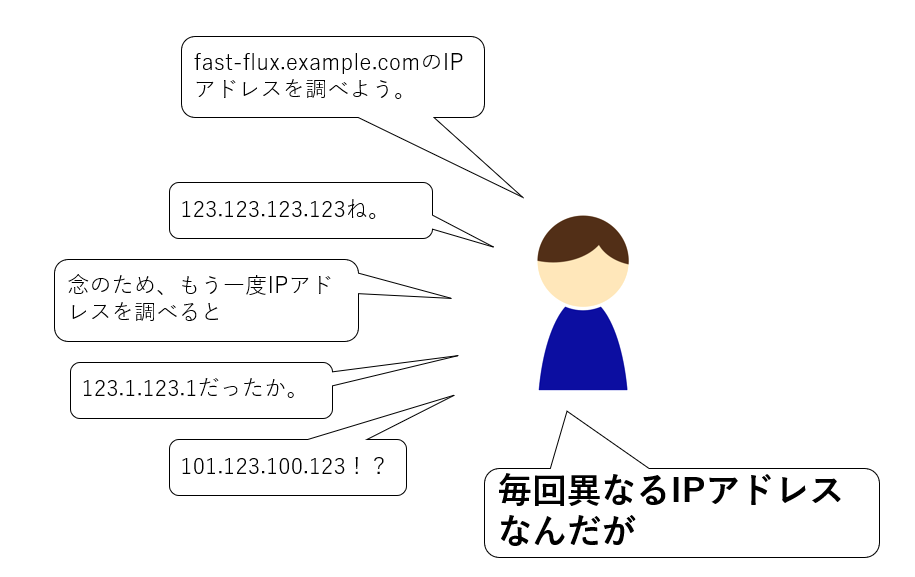 fast-flux.example.comのIP
アドレスを調べよう。
123.123.123.123ね。
念のため、もう一度IPアド
レスを調べると
123.1.123.1だったか。
101.123.100.123！？
毎回異なるIPアドレス
なんだが